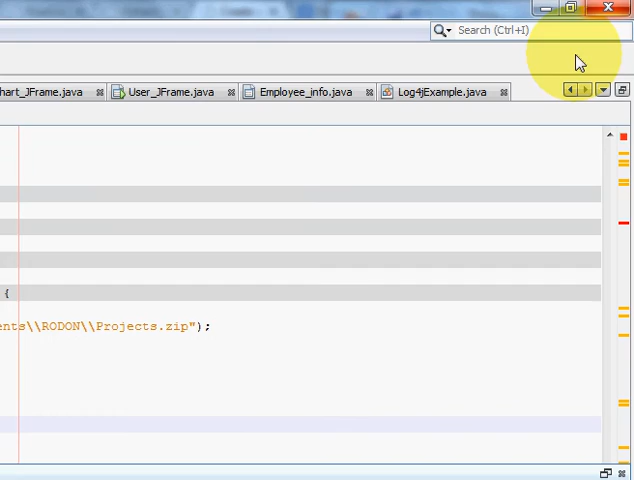 Search (Ctrl+I)
hart_JFrame.java User_JFrame.java Employee_info.java Log4jExample.java
{
ents\\RODON\\Projects.zip");